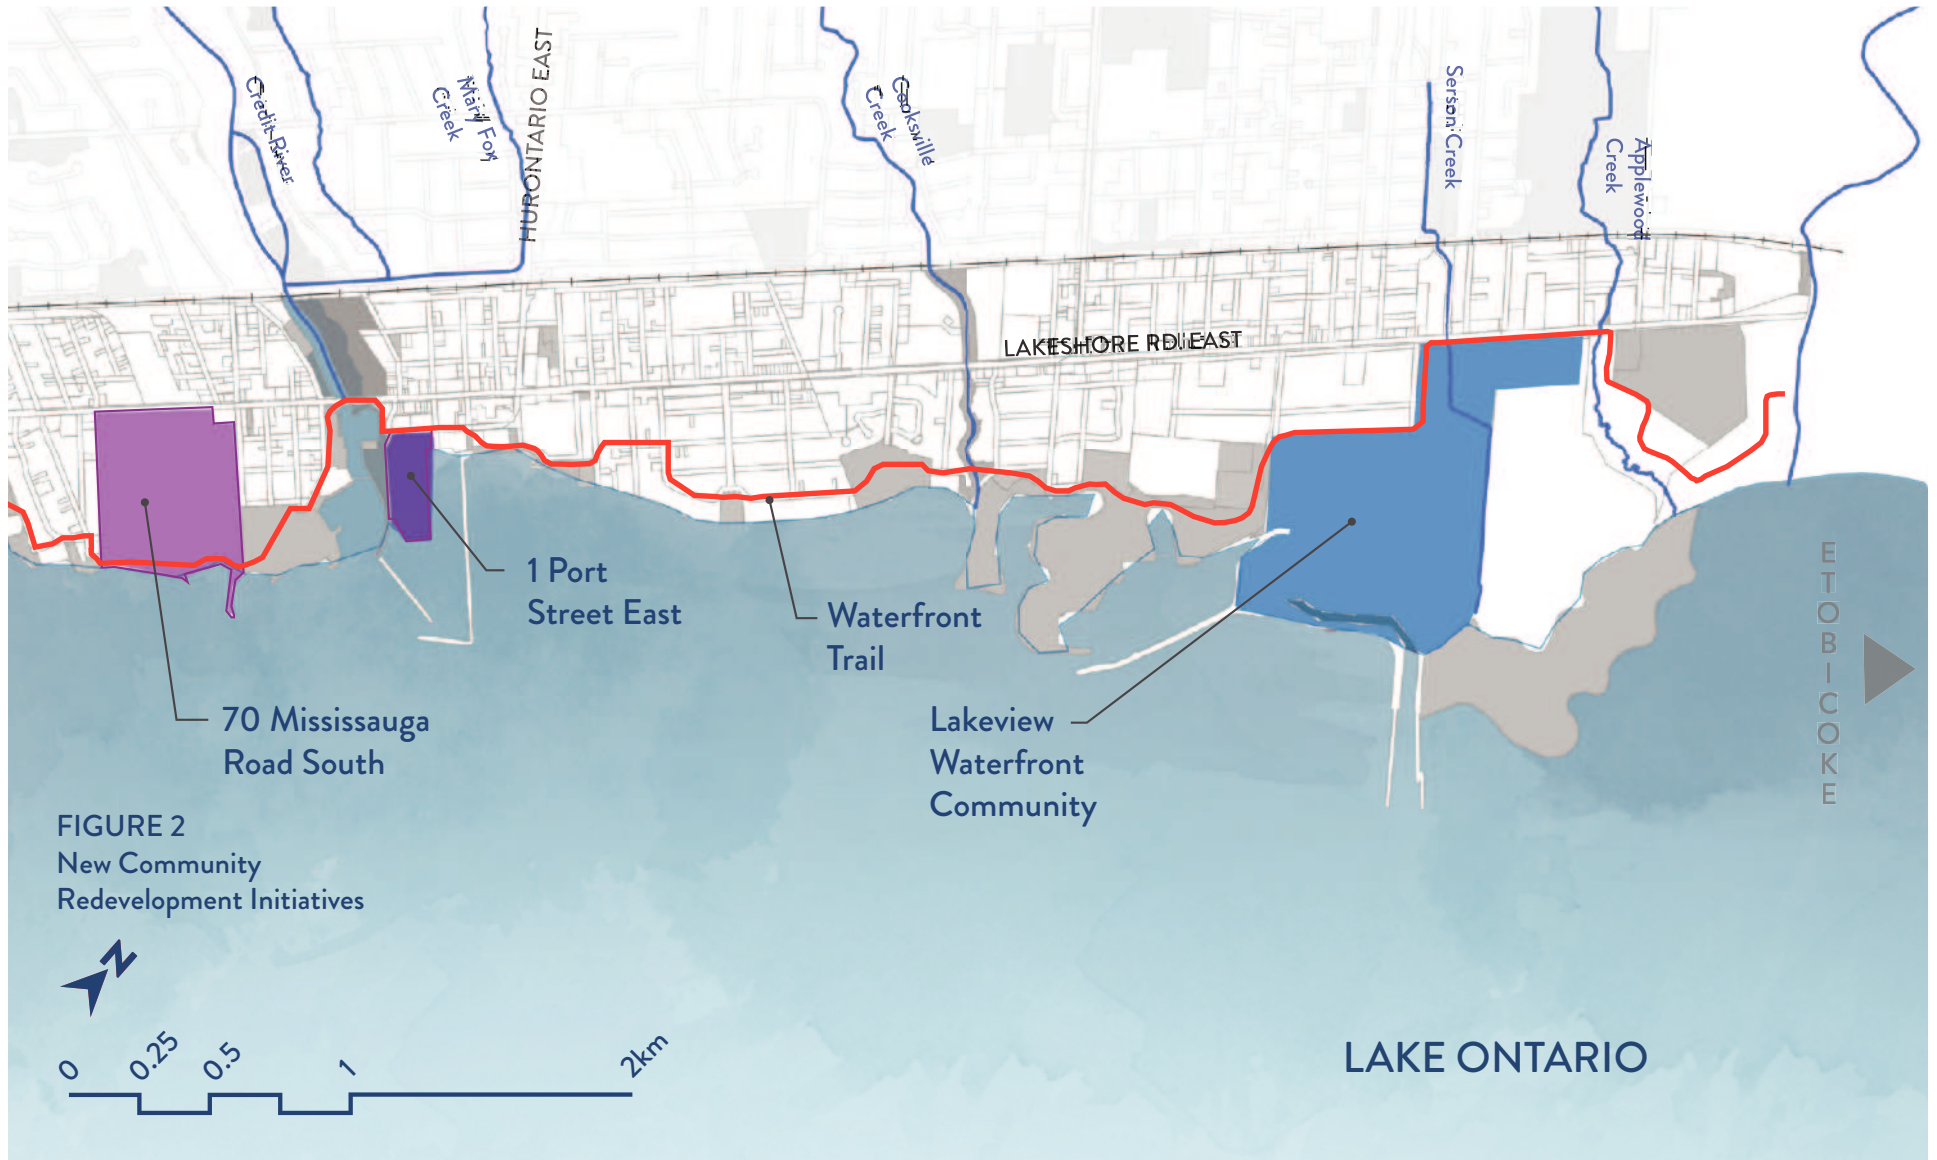 Credit River
Mary Fox
Creek
HURONTARIO EAST
Cooksville
Creek
Serson Creek
Applewood
Creek
LAKESHORE RD. EAST
1 Port
Street East
Waterfront
Trail
70 Mississauga
Road South
Lakeview
Waterfront
Community
ETOBICOKE
FIGURE 2
New Community
Redevelopment Initiatives
N
0 0.25 0.5 1 2km
LAKE ONTARIO